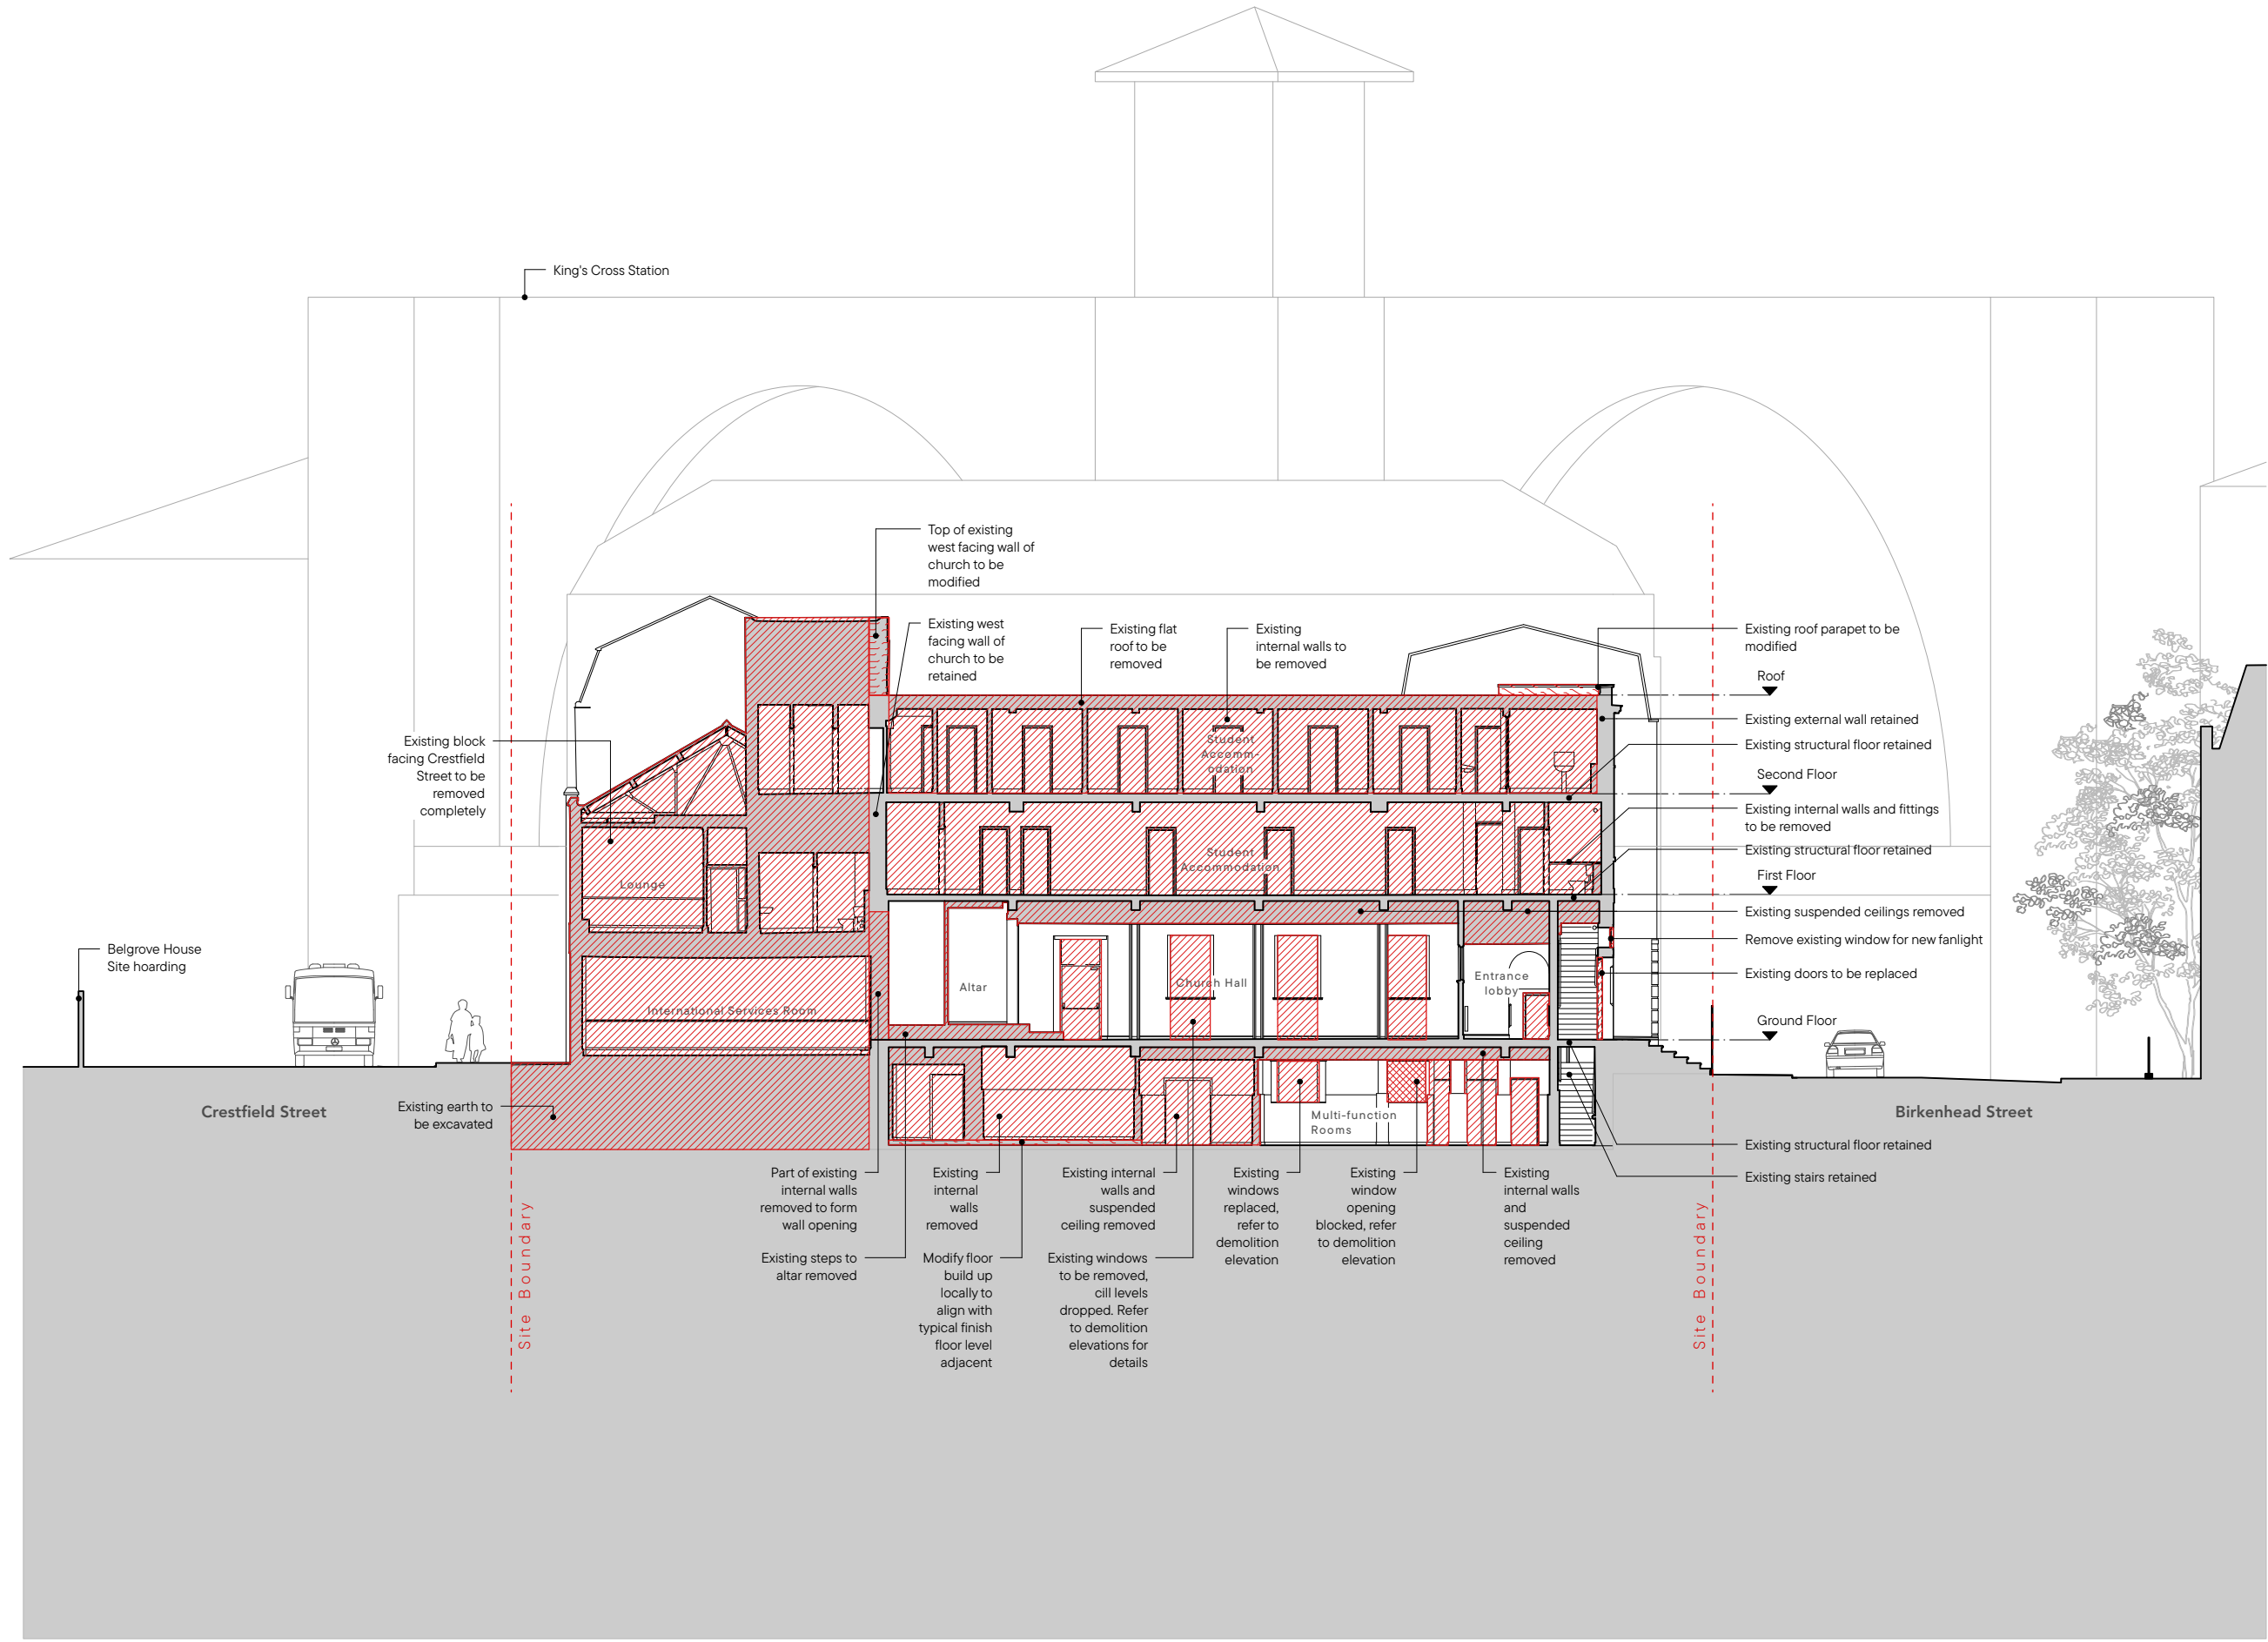 King's Cross Station
Top of existing
west facing wall of
church to be
modified
Existing west
facing wall of
church to be
retained
Existing flat
roof to be
removed
Existing
internal walls to
be removed
Existing roof parapet to be
modified
Roof
Existing external wall retained
Existing structural floor retained
Second Floor
Existing internal walls and fittings
to be removed
Existing structural floor retained
First Floor
Existing suspended ceilings removed
Remove existing window for new fanlight
Existing doors to be replaced
Ground Floor
Existing block
facing Crestfield
Street to be
removed
completely
Student
Accomm-
odation
Student
Accommodation
Lounge
Belgrove House
Site hoarding
International Services Room
Altar
Church Hall
Entrance
lobby
Multi-function
Rooms
Crestfield Street
Existing earth to
be excavated
Birkenhead Street
Existing structural floor retained
Existing stairs retained
Part of existing
internal walls
removed to form
wall opening
Existing
internal
walls
removed
Existing internal
walls and
suspended
ceiling removed
Existing
windows
replaced,
refer to
demolition
elevation
Existing
window
opening
blocked, refer
to demolition
elevation
Existing
internal walls
and
suspended
ceiling
removed
Existing steps to
altar removed
Modify floor
build up
locally to
align with
typical finish
floor level
adjacent
Existing windows
to be removed,
cill levels
dropped. Refer
to demolition
elevations for
details
Site Boundary
Site Boundary